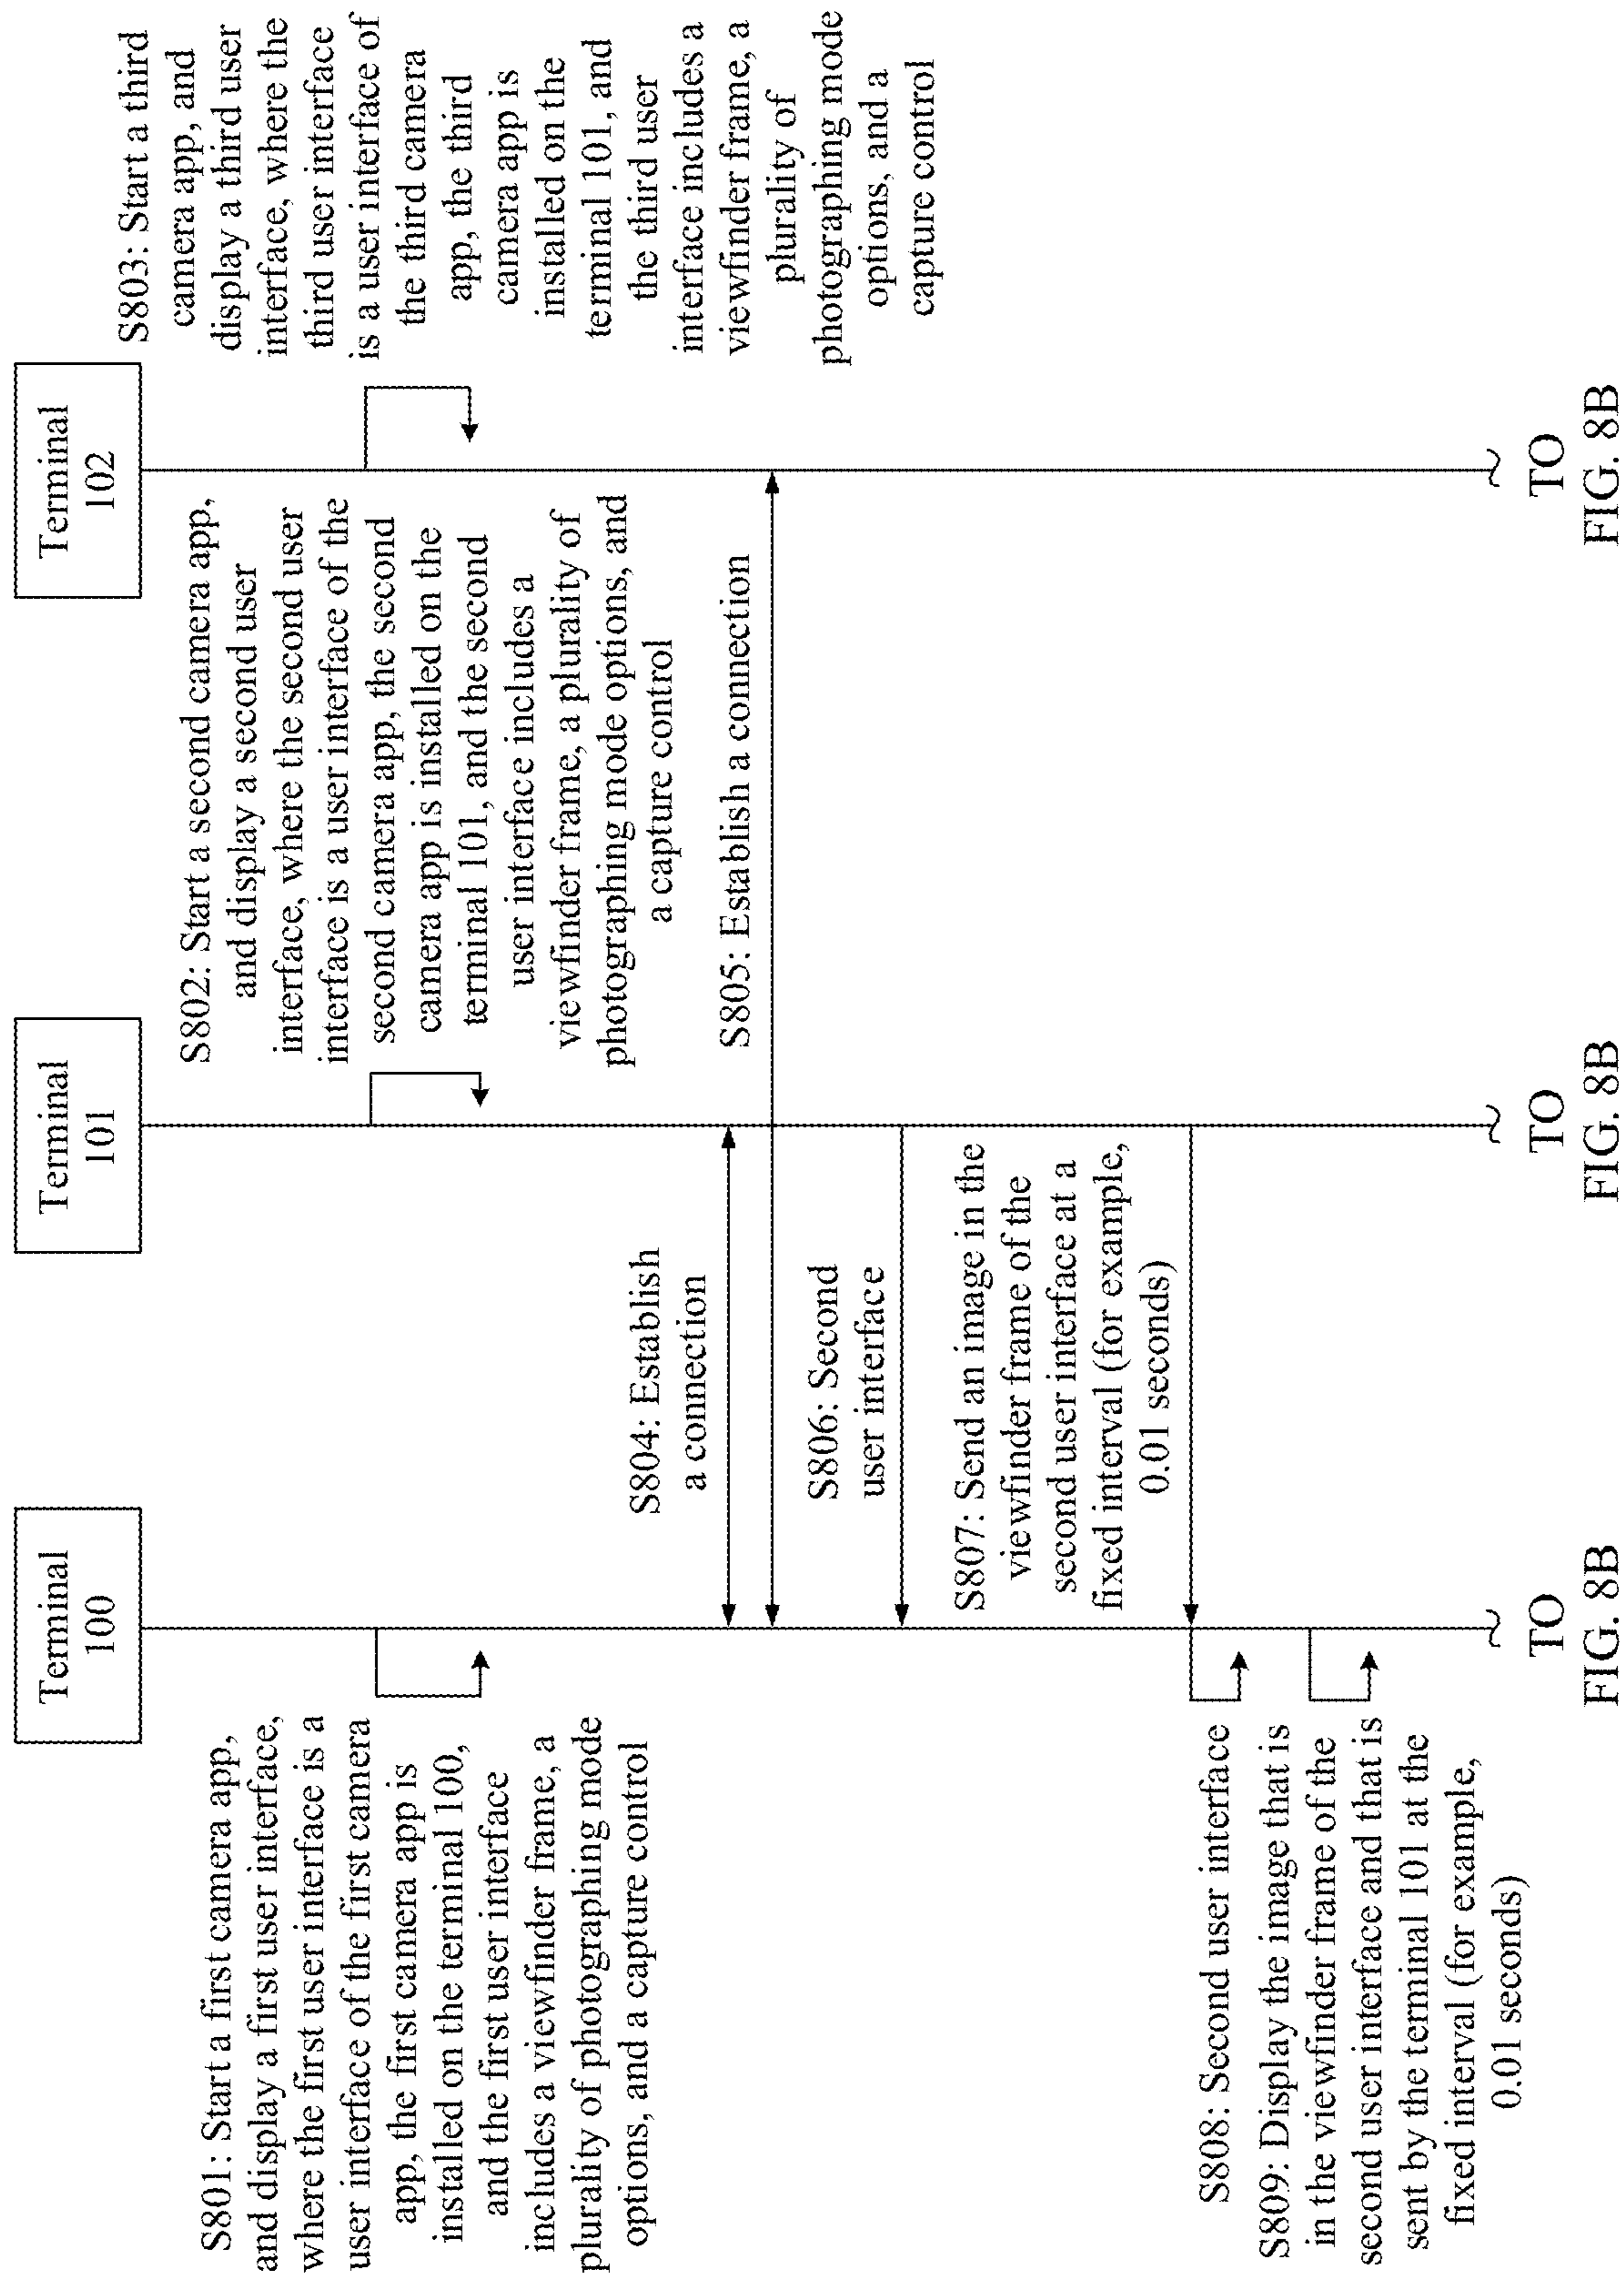 Terminal
100
Terminal
101
Terminal
102
S801: Start a first camera app,
and display a first user interface,
where the first user interface is a
user interface of the first camera
app, the first camera app is
installed on the terminal 100,
and the first user interface
includes a viewfinder frame, a
plurality of photographing mode
options, and a capture control
S802: Start a second camera app,
and display a second user
interface, where the second user
interface is a user interface of the
second camera app, the second
camera app is installed on the
terminal 101, and the second
user interface includes a
viewfinder frame, a plurality of
photographing mode options, and
a capture control
S803: Start a third
camera app, and
display a third user
interface, where the
third user interface
is a user interface of
the third camera
app, the third
camera app is
installed on the
terminal 101, and
the third user
interface includes a
viewfinder frame, a
plurality of
photographing mode
options, and a
capture control
S804: Establish
a connection
S805: Establish a connection
S806: Second
user interface
S807: Send an image in the
viewfinder frame of the
second user interface at a
fixed interval (for example,
0.01 seconds)
S808: Second user interface
S809: Display the image that is
in the viewfinder frame of the
second user interface and that is
sent by the terminal 101 at the
fixed interval (for example,
0.01 seconds)
TO
FIG. 8B
TO
FIG. 8B
TO
FIG. 8B